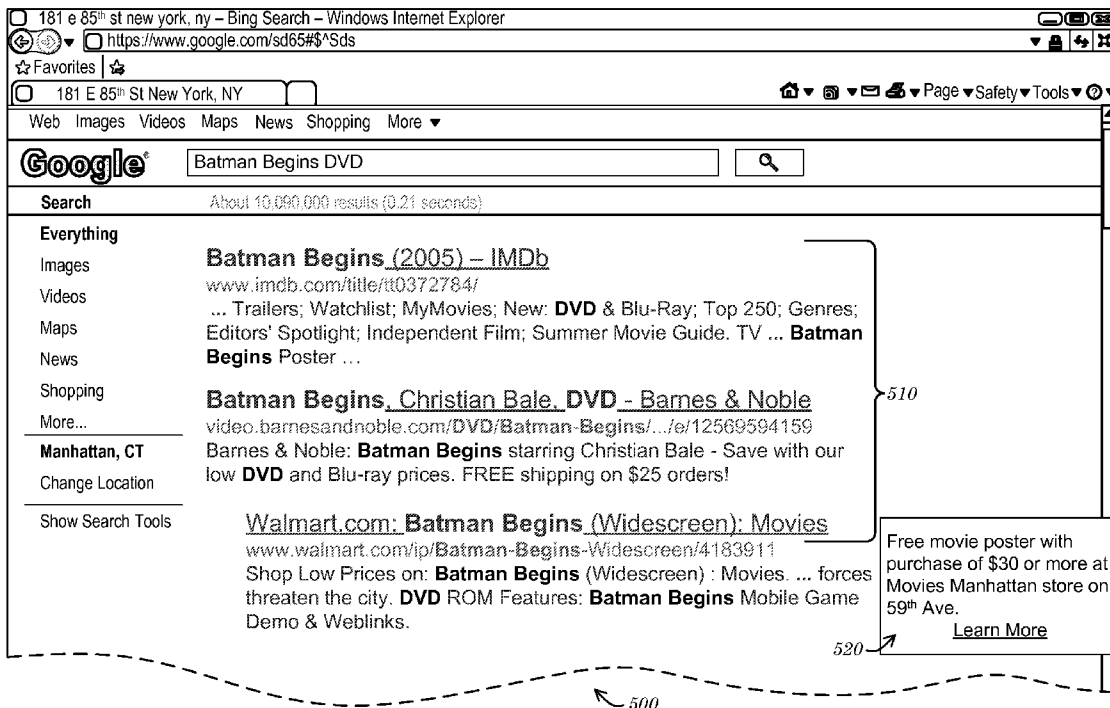 181 e 85th st new york, ny – Bing Search – Windows Internet Explorer
https://www.google.com/sd65#$^Sds
Favorites
181 E 85th St New York, NY
Page Safety Tools
Web Images Videos Maps News Shopping More
Google
Batman Begins DVD
Search
About 10,090,000 results (0.21 seconds)
Everything
Images
Videos
Maps
News
Shopping
More...
Manhattan, CT
Change Location
Show Search Tools
Batman Begins (2005) – IMDb
www.imdb.com/title/tt0372784/
... Trailers; Watchlist; MyMovies; New: DVD & Blu-Ray; Top 250; Genres;
Editors' Spotlight; Independent Film; Summer Movie Guide. TV ... Batman
Begins Poster ...
Batman Begins, Christian Bale, DVD - Barnes & Noble
video.barnesandnoble.com/DVD/Batman-Begins/.../e/12569594159
Barnes & Noble: Batman Begins starring Christian Bale - Save with our
low DVD and Blu-ray prices. FREE shipping on $25 orders!
Walmart.com: Batman Begins (Widescreen): Movies
www.walmart.com/ip/Batman-Begins-Widescreen/4183911
Shop Low Prices on: Batman Begins (Widescreen) : Movies. ... forces
threaten the city. DVD ROM Features: Batman Begins Mobile Game
Demo & Weblinks.
510
Free movie poster with
purchase of $30 or more at
Movies Manhattan store on
59th Ave.
Learn More
520
500